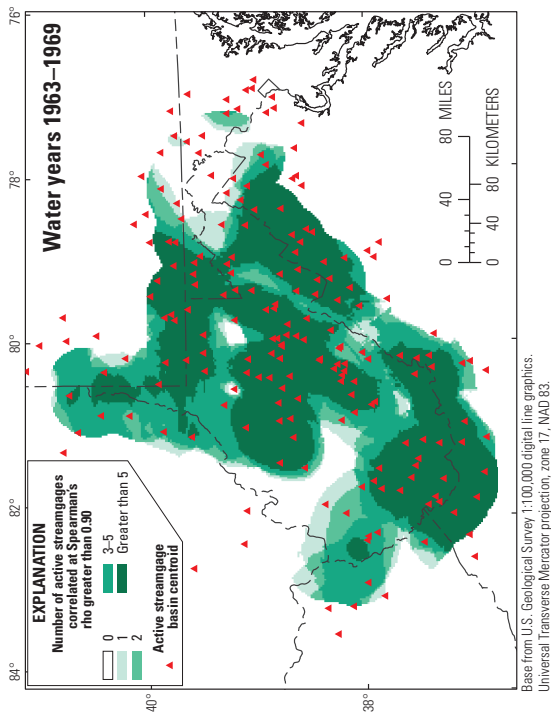 Water years 1963–1969
EXPLANATION
Number of active streamgages
correlated at Spearman's
rho greater than 0.90
0
1
2
3–5
Greater than 5
Active streamgage
basin centroid
84°
82°
80°
78°
76°
40°
38°
0 40 80 MILES
0 40 80 KILOMETERS
Base from U.S. Geological Survey 1:100,000 digital line graphics.
Universal Transverse Mercator projection, zone 17, NAD 83.